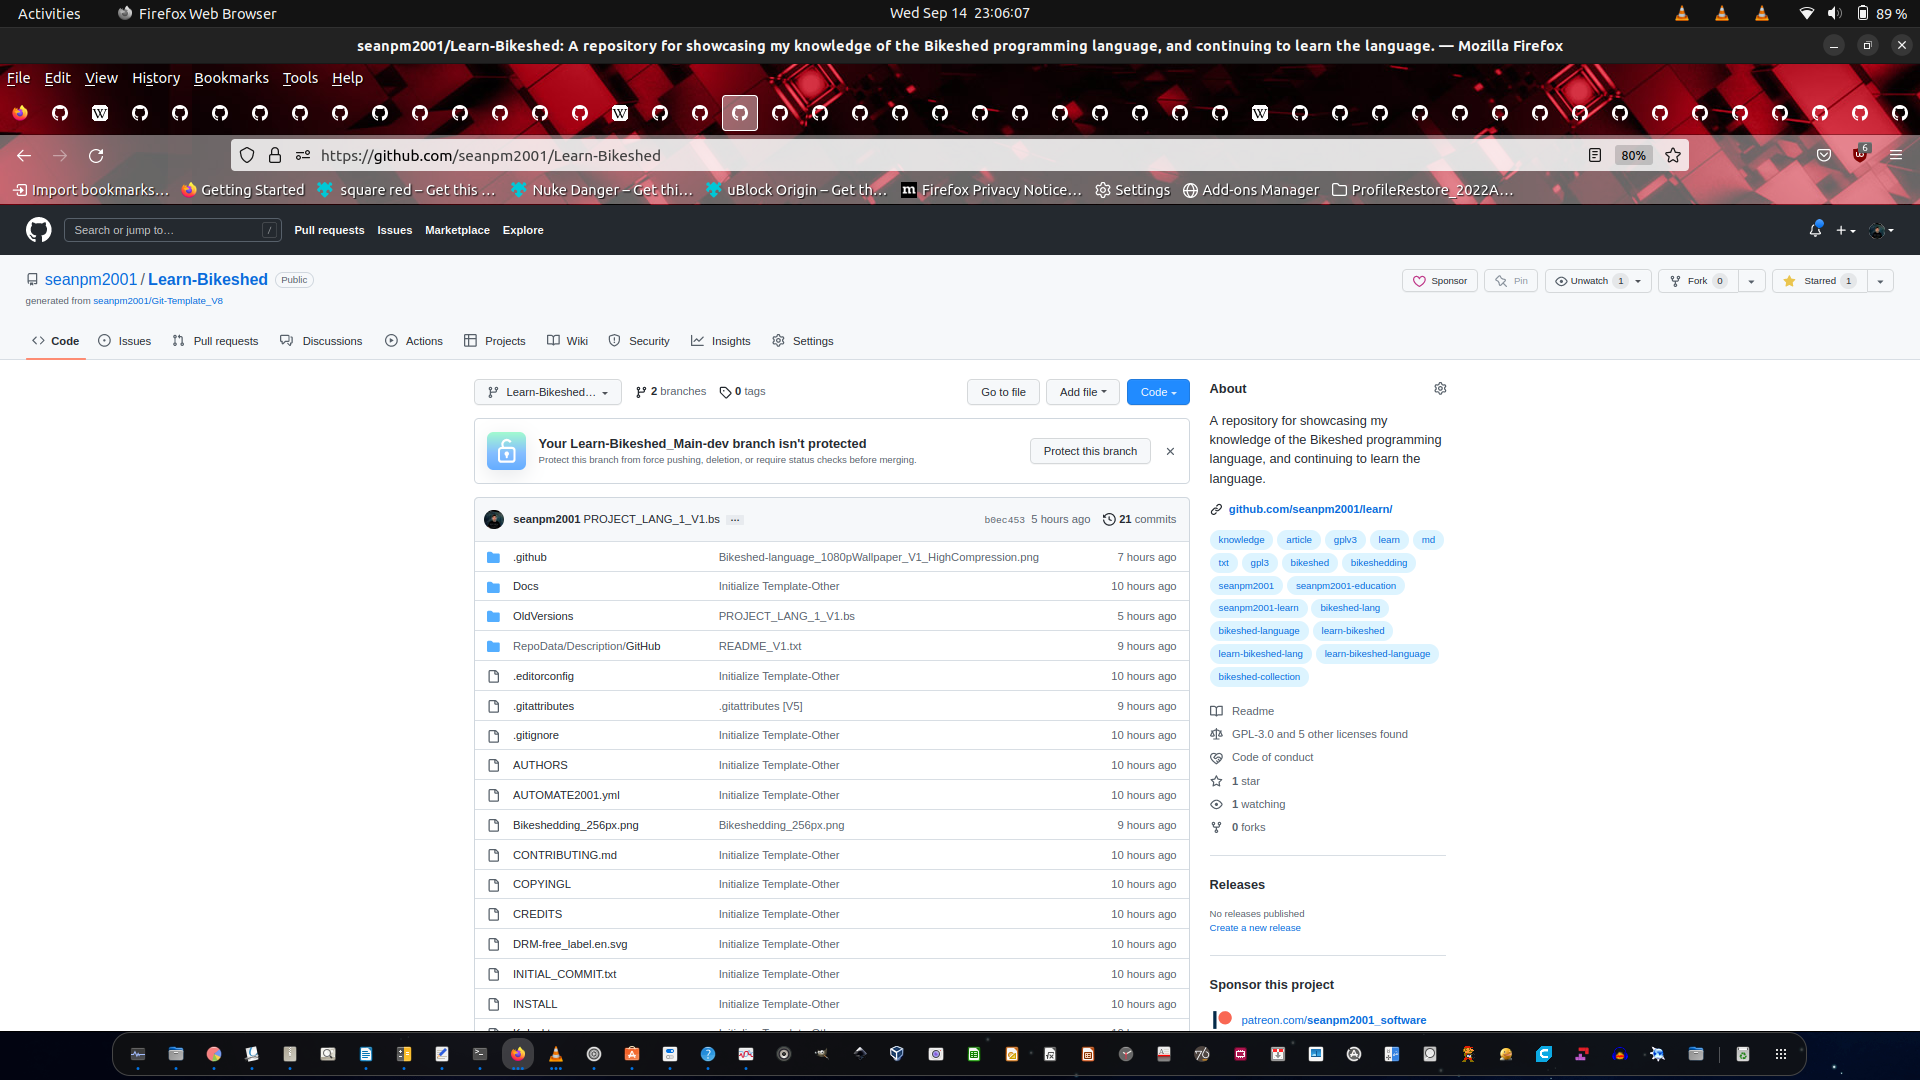 Activities
Firefox Web Browser
Wed Sep 14 23:06:07
89 %
seanpm2001/Learn-Bikeshed: A repository for showcasing my knowledge of the Bikeshed programming language, and continuing to learn the language. — Mozilla Firefox
File Edit View History Bookmarks Tools Help
https://github.com/seanpm2001/Learn-Bikeshed
80%
6
Import bookmarks… Getting Started square red – Get this … Nuke Danger – Get thi… uBlock Origin – Get th… Firefox Privacy Notice… Settings Add-ons Manager ProfileRestore_2022A…
Search or jump to… /
Pull requests Issues Marketplace Explore
seanpm2001 / Learn-Bikeshed Public
generated from seanpm2001/Git-Template_V8
Sponsor Pin Unwatch 1 Fork 0 Starred 1
Code Issues Pull requests Discussions Actions Projects Wiki Security Insights Settings
Learn-Bikeshed… 2 branches 0 tags Go to file Add file Code
Your Learn-Bikeshed_Main-dev branch isn't protected
Protect this branch from force pushing, deletion, or require status checks before merging.
Protect this branch
seanpm2001 PROJECT_LANG_1_V1.bs … b0ec453 5 hours ago 21 commits
.github Bikeshed-language_1080pWallpaper_V1_HighCompression.png 7 hours ago
Docs Initialize Template-Other 10 hours ago
OldVersions PROJECT_LANG_1_V1.bs 5 hours ago
RepoData/Description/GitHub README_V1.txt 9 hours ago
.editorconfig Initialize Template-Other 10 hours ago
.gitattributes .gitattributes [V5] 9 hours ago
.gitignore Initialize Template-Other 10 hours ago
AUTHORS Initialize Template-Other 10 hours ago
AUTOMATE2001.yml Initialize Template-Other 10 hours ago
Bikeshedding_256px.png Bikeshedding_256px.png 9 hours ago
CONTRIBUTING.md Initialize Template-Other 10 hours ago
COPYINGL Initialize Template-Other 10 hours ago
CREDITS Initialize Template-Other 10 hours ago
DRM-free_label.en.svg Initialize Template-Other 10 hours ago
INITIAL_COMMIT.txt Initialize Template-Other 10 hours ago
INSTALL Initialize Template-Other 10 hours ago
About
A repository for showcasing my
knowledge of the Bikeshed programming
language, and continuing to learn the
language.
github.com/seanpm2001/learn/
knowledge article gplv3 learn md
txt gpl3 bikeshed bikeshedding
seanpm2001 seanpm2001-education
seanpm2001-learn bikeshed-lang
bikeshed-language learn-bikeshed
learn-bikeshed-lang learn-bikeshed-language
bikeshed-collection
Readme
GPL-3.0 and 5 other licenses found
Code of conduct
1 star
1 watching
0 forks
Releases
No releases published
Create a new release
Sponsor this project
patreon.com/seanpm2001_software